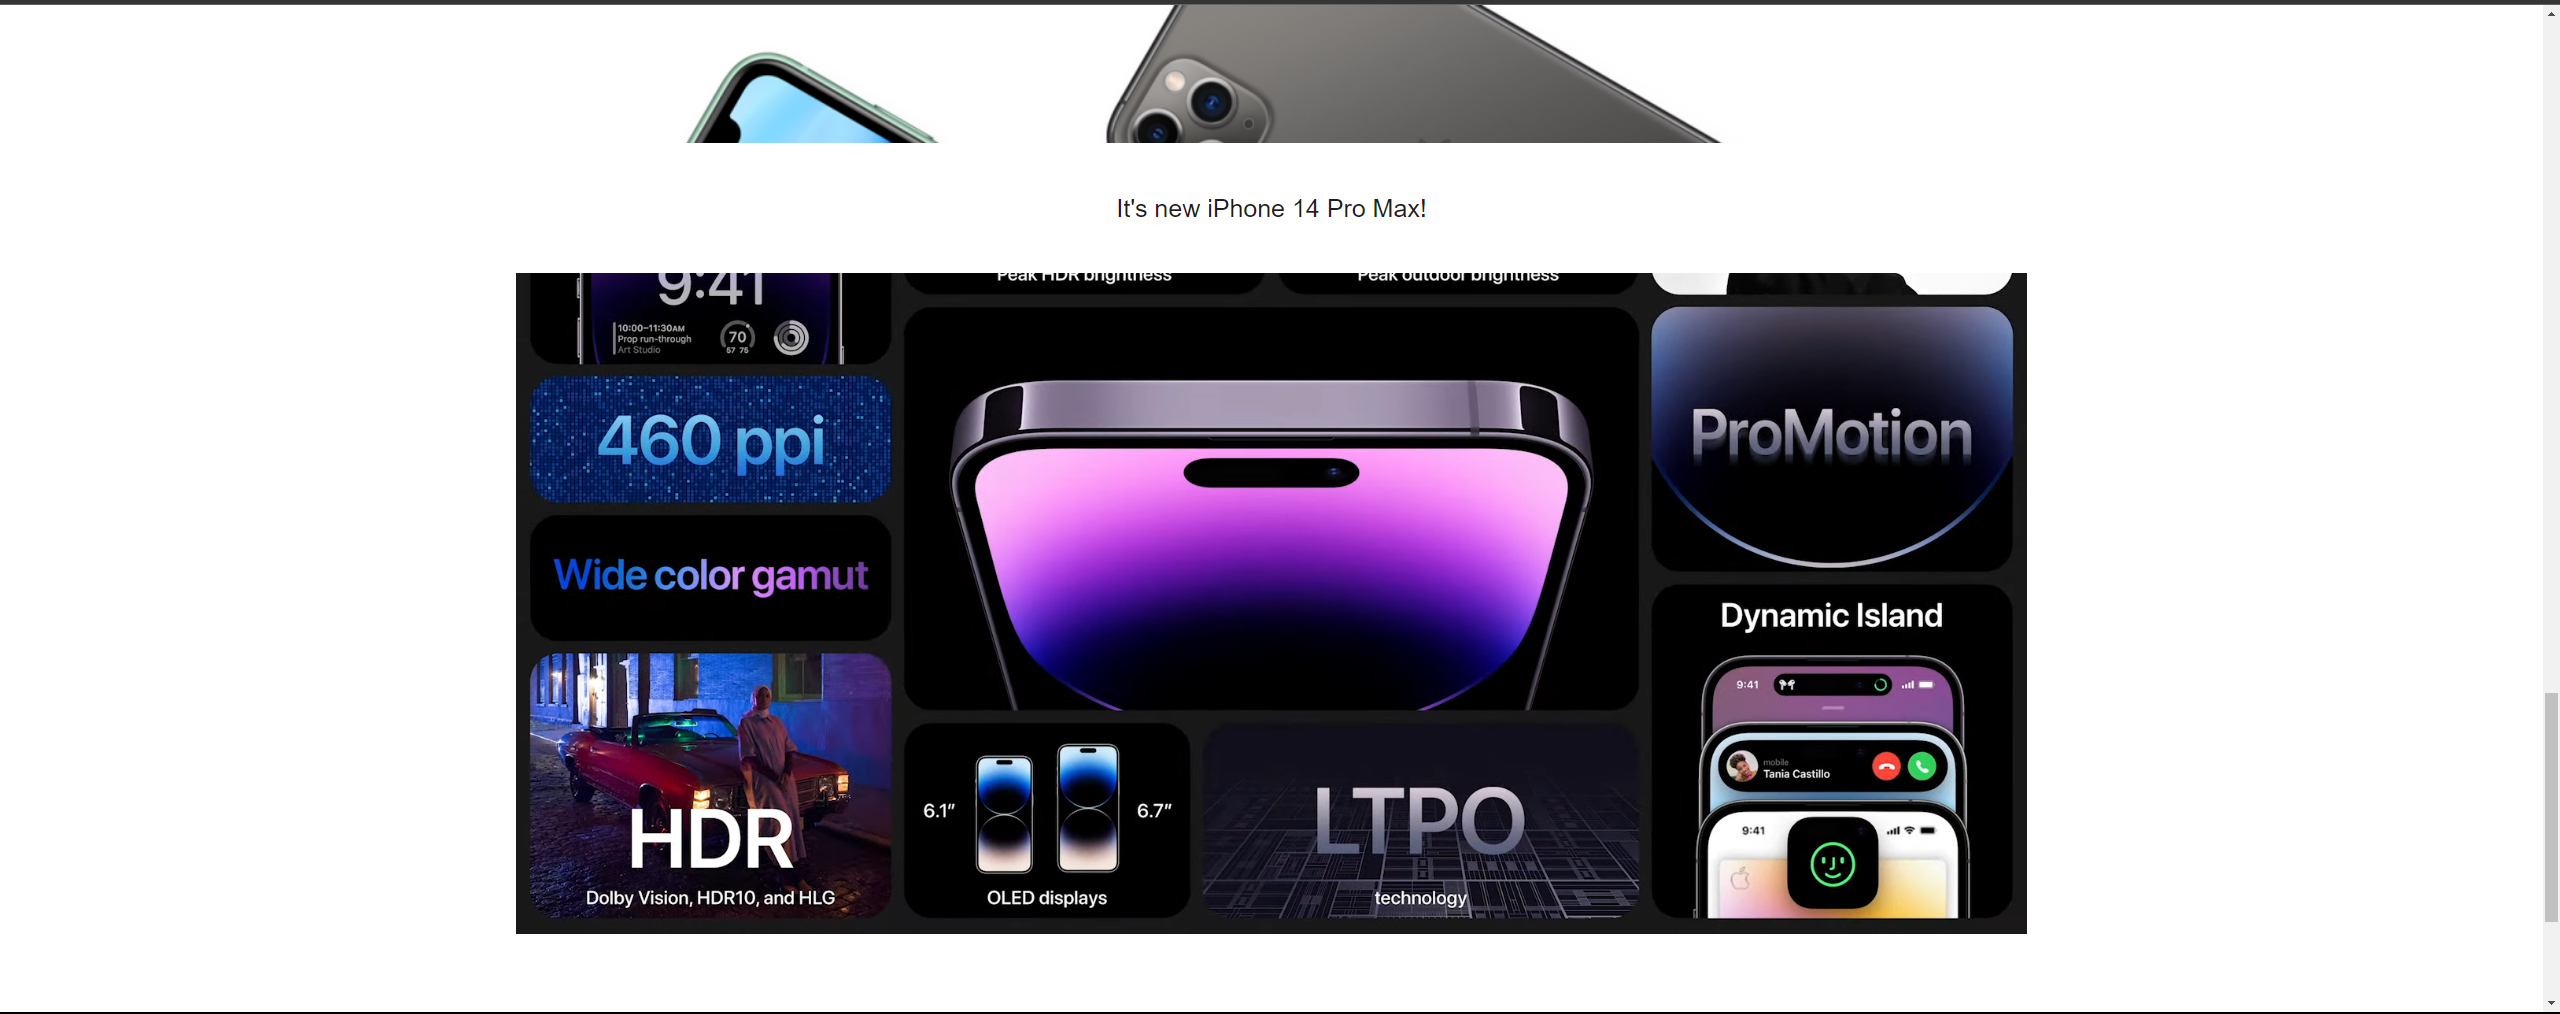 It's new iPhone 14 Pro Max!
9:41
10:00–11:30AM
Prop run-through
Art Studio
70
57 75
Peak HDR brightness
Peak outdoor brightness
460 ppi
Wide color gamut
HDR
Dolby Vision, HDR10, and HLG
6.1″
6.7″
OLED displays
LTPO
technology
ProMotion
Dynamic Island
9:41
mobile
Tania Castillo
9:41